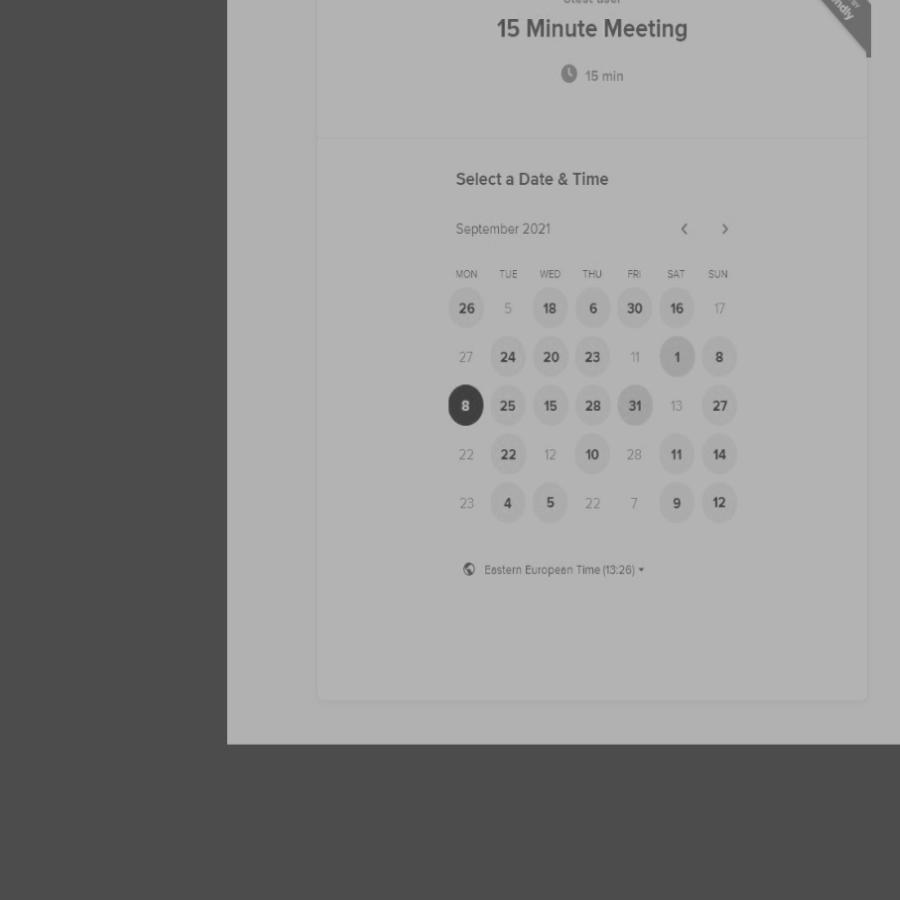 15 Minute Meeting
15 min
Select a Date & Time
September 2021
MON TUE WED THU FRI SAT SUN
26 5 18 6 30 16 17
27 24 20 23 11 1 8
8 25 15 28 31 13 27
22 22 12 10 28 11 14
23 4 5 22 7 9 12
Eastern European Time (13:26)